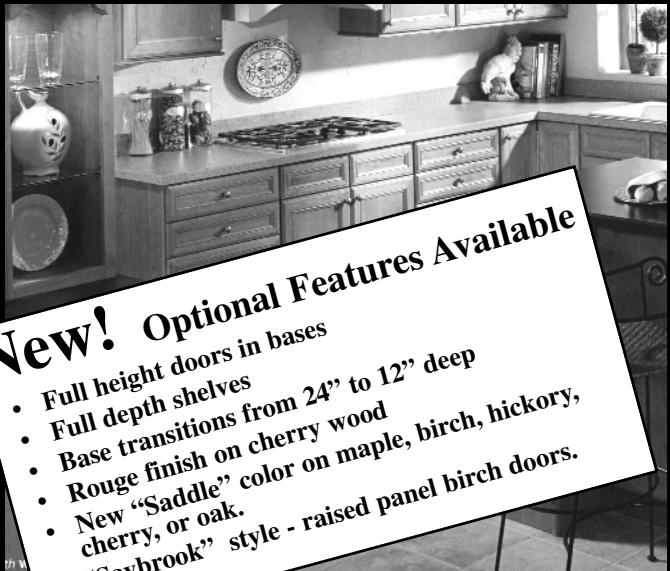 New! Optional Features Available
• Full height doors in bases
• Full depth shelves
• Base transitions from 24” to 12” deep
• Rouge finish on cherry wood
• New “Saddle” color on maple, birch, hickory,
cherry, or oak.
style - raised panel birch doors.